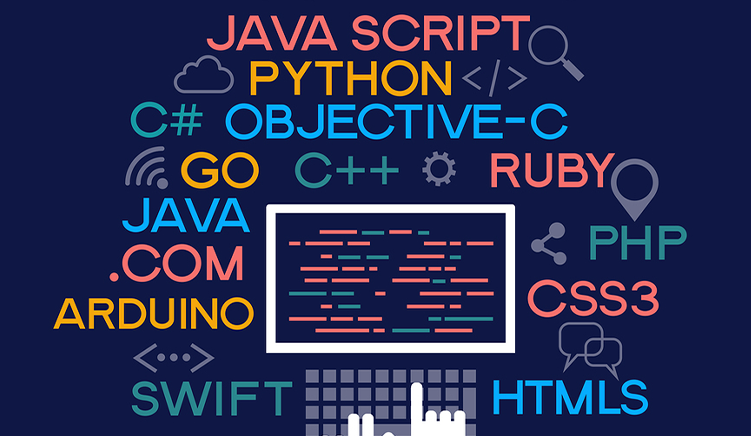 JAVA SCRIPT
PYTHON </>
C# OBJECTIVE-C
GO C++ RUBY
JAVA
PHP
.COM
CSS3
ARDUINO
SWIFT HTMLS